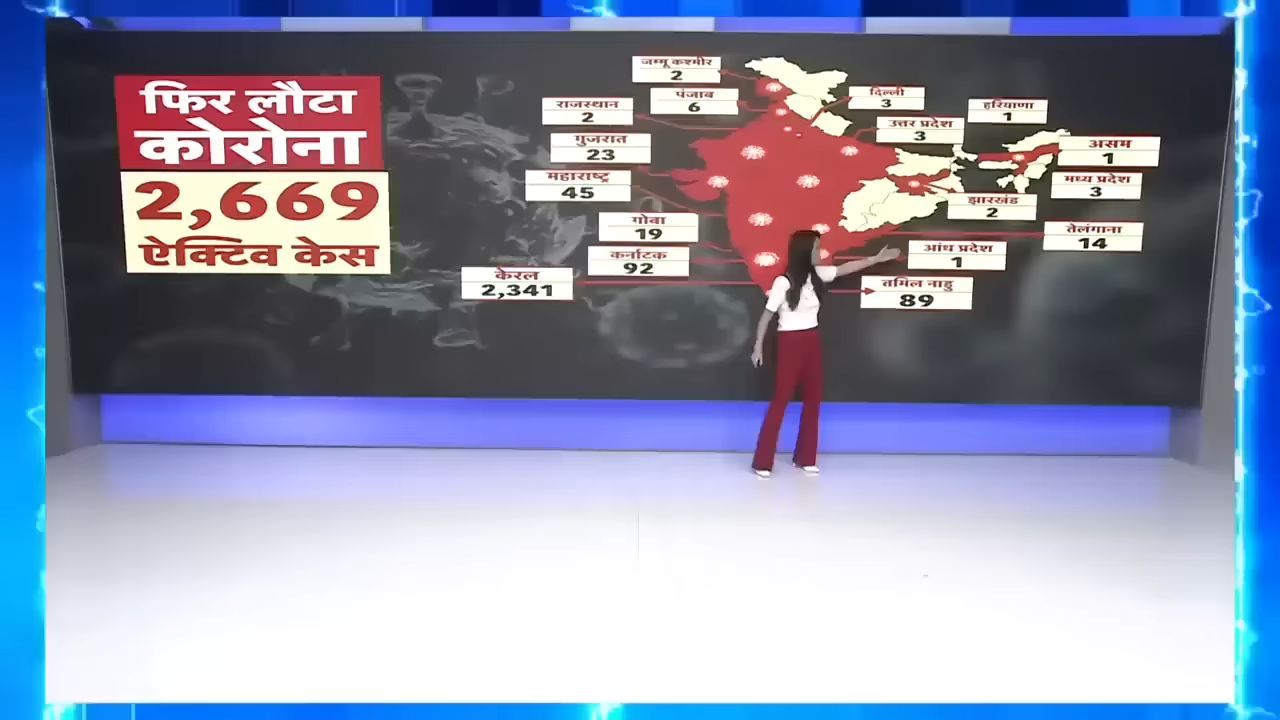 फिर लौटा
कोरोना
2,669
ऐक्टिव केस
जम्मू कश्मीर
2
पंजाब
6
राजस्थान
2
गुजरात
23
महाराष्ट्र
45
गोवा
19
कर्नाटक
92
केरल
2,341
दिल्ली
3
हरियाणा
1
उत्तर प्रदेश
3
असम
1
मध्य प्रदेश
3
झारखंड
2
तेलंगाना
14
आंध प्रदेश
1
तमिल नाडु
89